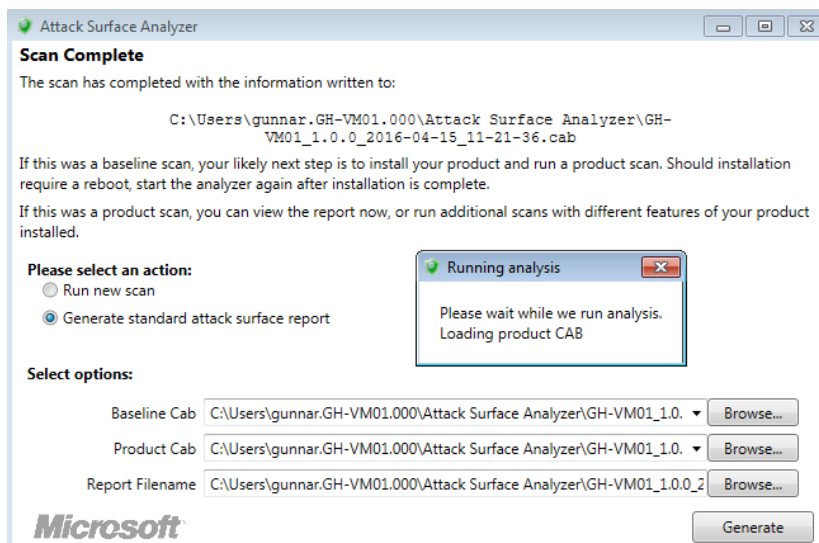 Attack Surface Analyzer
Scan Complete
The scan has completed with the information written to:
C:\Users\gunnar.GH-VM01.000\Attack Surface Analyzer\GH-
VM01_1.0.0_2016-04-15_11-21-36.cab
If this was a baseline scan, your likely next step is to install your product and run a product scan. Should installation
require a reboot, start the analyzer again after installation is complete.
If this was a product scan, you can view the report now, or run additional scans with different features of your product
installed.
Please select an action:
Run new scan
Generate standard attack surface report
Running analysis
Please wait while we run analysis.
Loading product CAB
Select options:
Baseline Cab C:\Users\gunnar.GH-VM01.000\Attack Surface Analyzer\GH-VM01_1.0. Browse...
Product Cab C:\Users\gunnar.GH-VM01.000\Attack Surface Analyzer\GH-VM01_1.0. Browse...
Report Filename C:\Users\gunnar.GH-VM01.000\Attack Surface Analyzer\GH-VM01_1.0.0_2 Browse...
Microsoft Generate